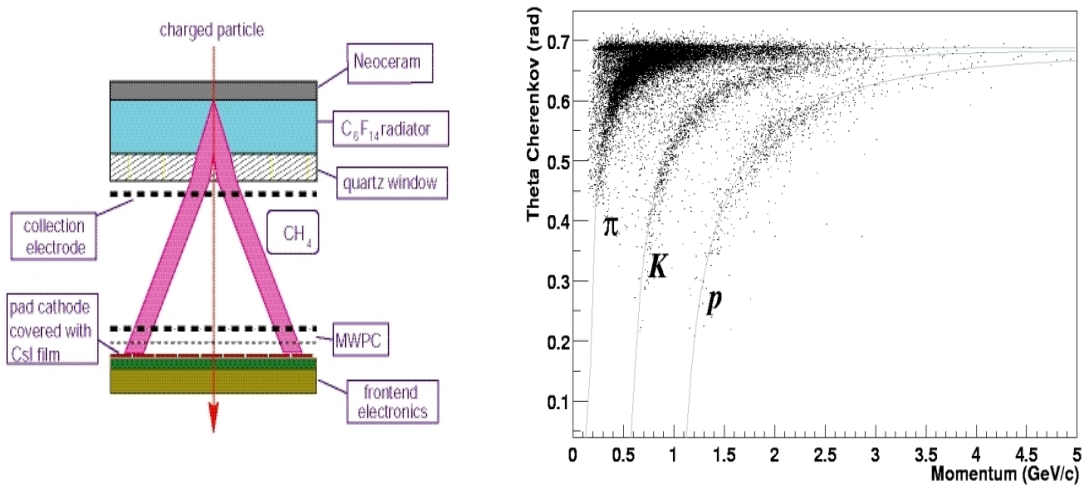 charged particle
Neoceram
C6F14 radiator
quartz window
collection
electrode
CH4
pad cathode
covered with
CsI film
MWPC
frontend
electronics
Theta Cherenkov (rad)
0.7
0.6
0.5
0.4
0.3
0.2
0.1
π
K
p
0 0.5 1 1.5 2 2.5 3 3.5 4 4.5 5
Momentum (GeV/c)